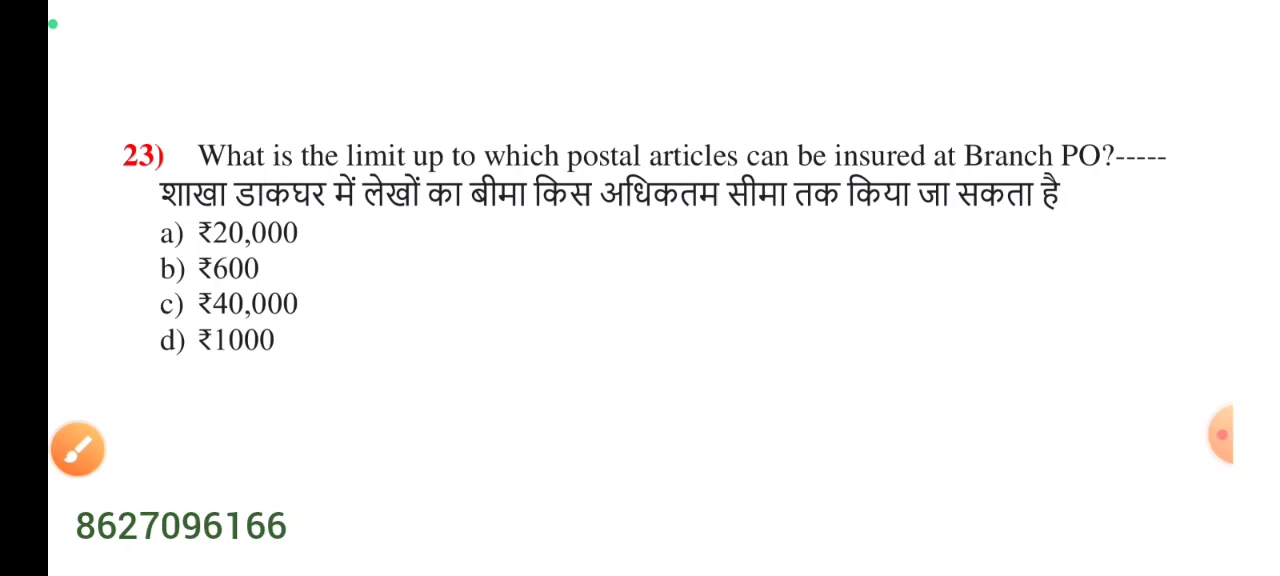 23) What is the limit up to which postal articles can be insured at Branch PO?-----
शाखा डाकघर में लेखों का बीमा किस अधिकतम सीमा तक किया जा सकता है
a) ₹20,000
b) ₹600
c) ₹40,000
d) ₹1000
8627096166